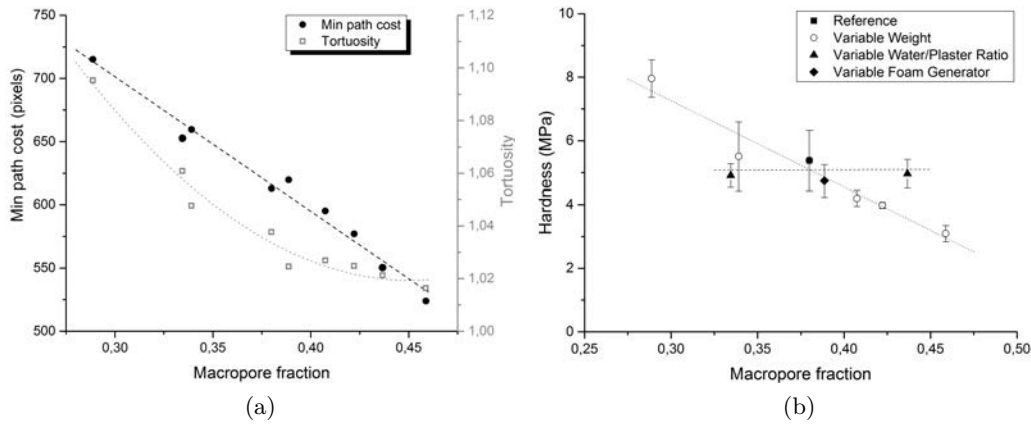 750
700
650
600
550
500
Min path cost (pixels)
Min path cost
Tortuosity
1,12
1,10
1,08
1,06
1,04
1,02
1,00
Tortuosity
0,30
0,35
0,40
0,45
Macropore fraction
(a)
10
8
6
4
2
0
Hardness (MPa)
Reference
Variable Weight
Variable Water/Plaster Ratio
Variable Foam Generator
0,25
0,30
0,35
0,40
0,45
0,50
Macropore fraction
(b)